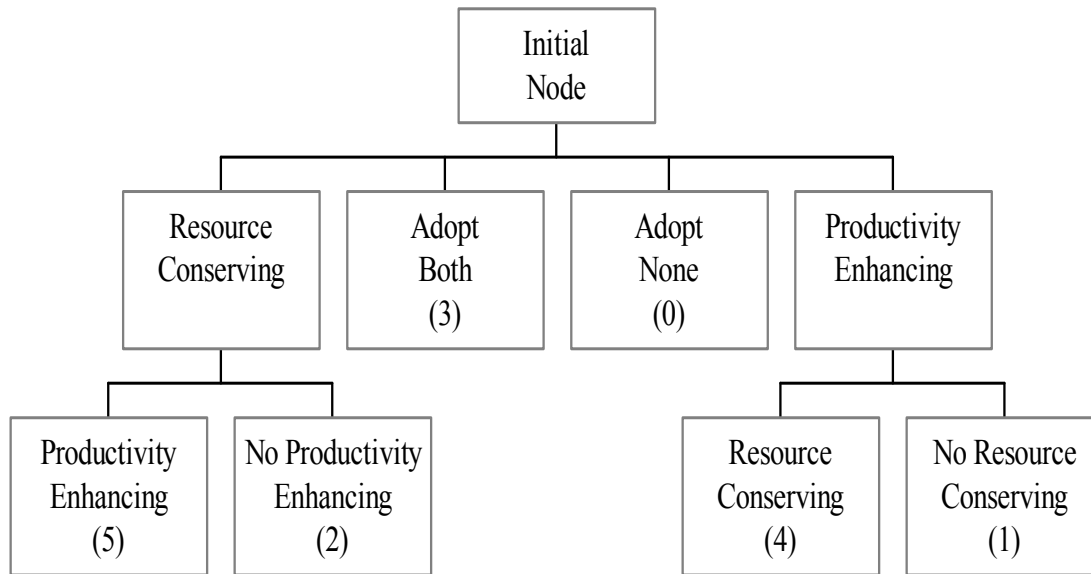 Initial
Node
Resource
Conserving
Adopt
Both
(3)
Adopt
None
(0)
Productivity
Enhancing
Productivity
Enhancing
(5)
No Productivity
Enhancing
(2)
Resource
Conserving
(4)
No Resource
Conserving
(1)